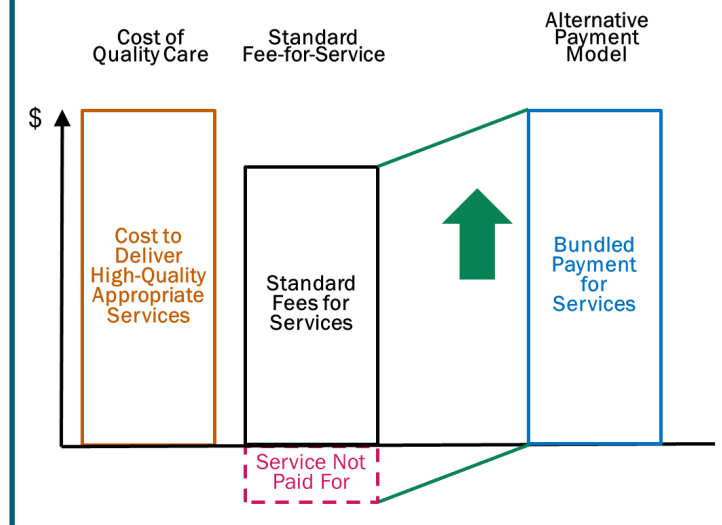 Cost of
Quality Care
Standard
Fee-for-Service
Alternative
Payment
Model
$
Cost to
Deliver
High-Quality
Appropriate
Services
Standard
Fees for
Services
Bundled
Payment
for
Services
Service Not
Paid For